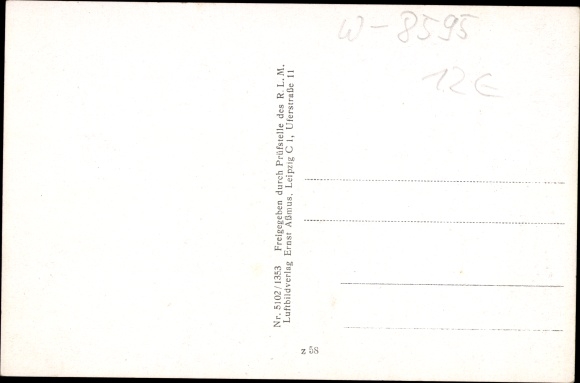 W-8595
12€
Nr. 5102/1353 Freigegeben durch Prüfstelle des R. L. M.
Luftbildverlag Ernst Aßmus, Leipzig C 1, Uferstraße 11
z 58